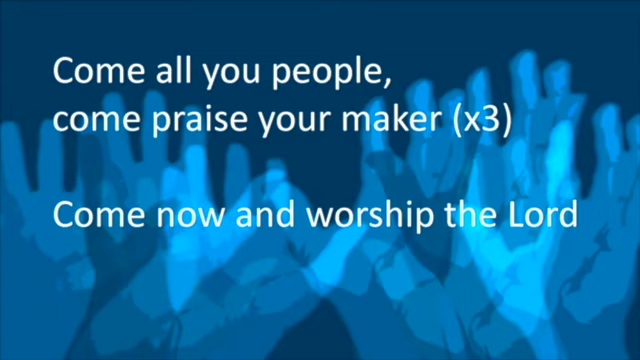 Come all you people,
come praise your maker (x3)
Come now and worship the Lord